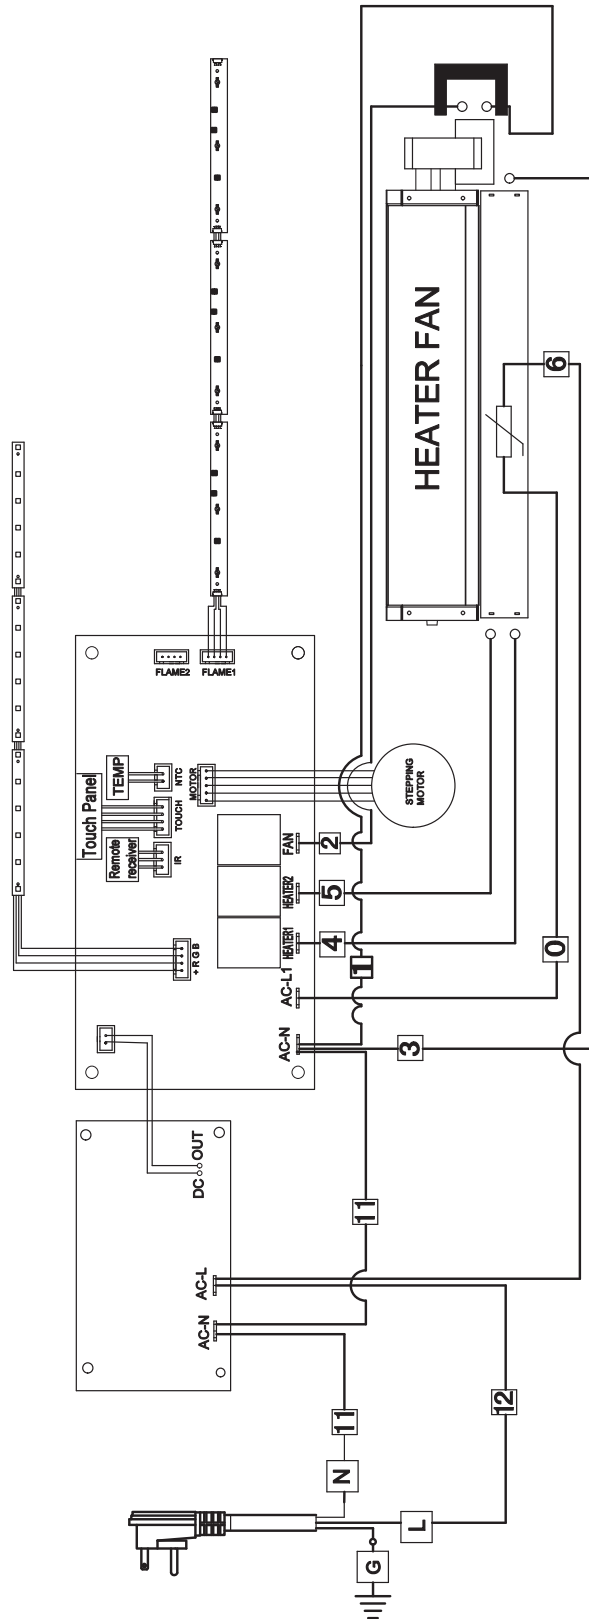 Touch Panel
TEMP
Remote
receiver
NTC
TOUCH
IR
FLAME2
FLAME1
MOTOR
+ R G B
DC OUT
AC-L
AC-N
AC-N
AC-L1
HEATER1
HEATER2
FAN
STEPPING
MOTOR
HEATER FAN
2
5
4
1
3
0
6
11
11
12
N
L
G